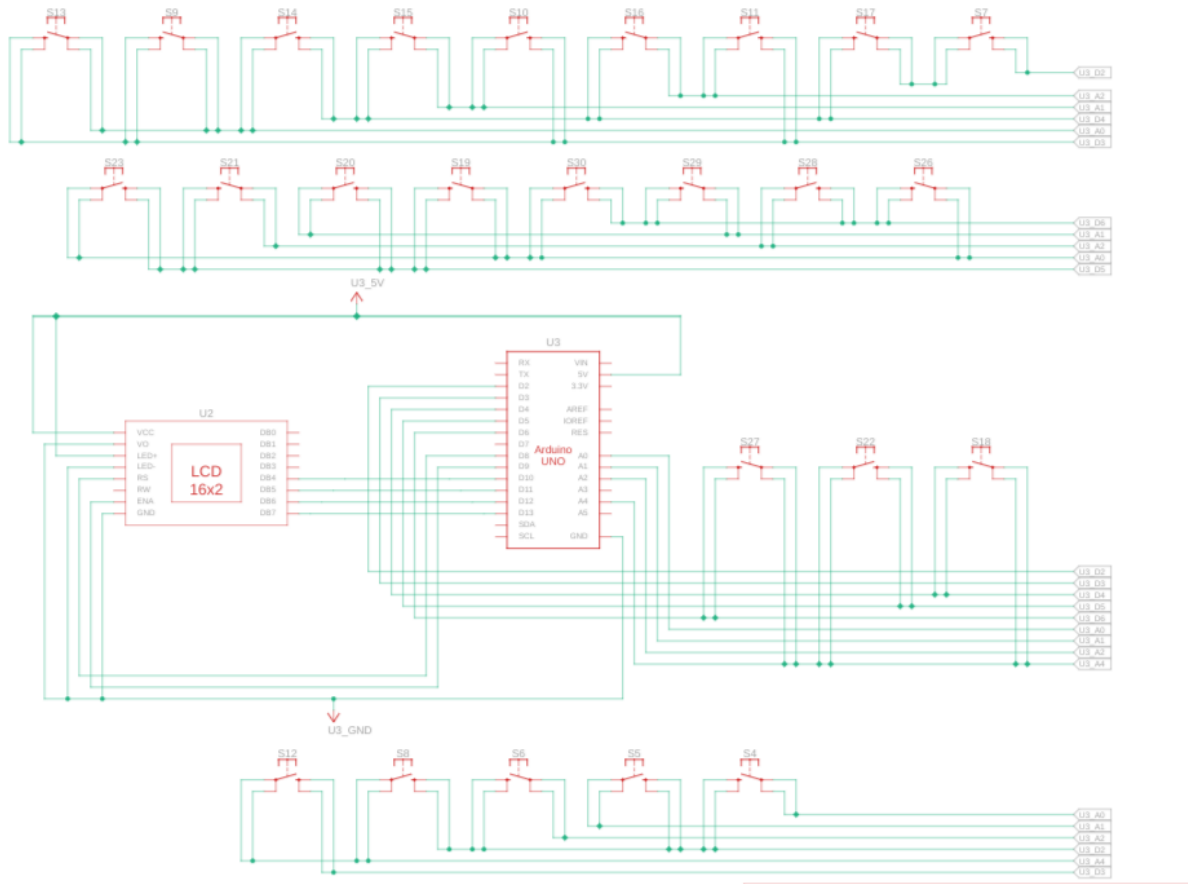 S13 S9 S14 S15 S10 S16 S11 S17 S7
U3_D2
U3_A2
U3_A1
U3_D4
U3_A0
U3_D3
S23 S21 S20 S19 S30 S29 S28 S26
U3_D6
U3_A1
U3_A2
U3_A0
U3_D5
U3_5V
U3
RX VIN
TX 5V
D2 3.3V
D3
D4 AREF
D5 IOREF
D6 RES
D7
D8 A0
D9 A1
D10 A2
D11 A3
D12 A4
D13 A5
SDA
SCL GND
Arduino
UNO
U2
VCC DB0
VO DB1
LED+ DB2
LED- DB3
RS DB4
RW DB5
ENA DB6
GND DB7
LCD
16x2
S27 S22 S18
U3_D2
U3_D3
U3_D4
U3_D5
U3_D6
U3_A0
U3_A1
U3_A2
U3_A4
U3_GND
S12 S8 S6 S5 S4
U3_A0
U3_A1
U3_A2
U3_D2
U3_A4
U3_D3